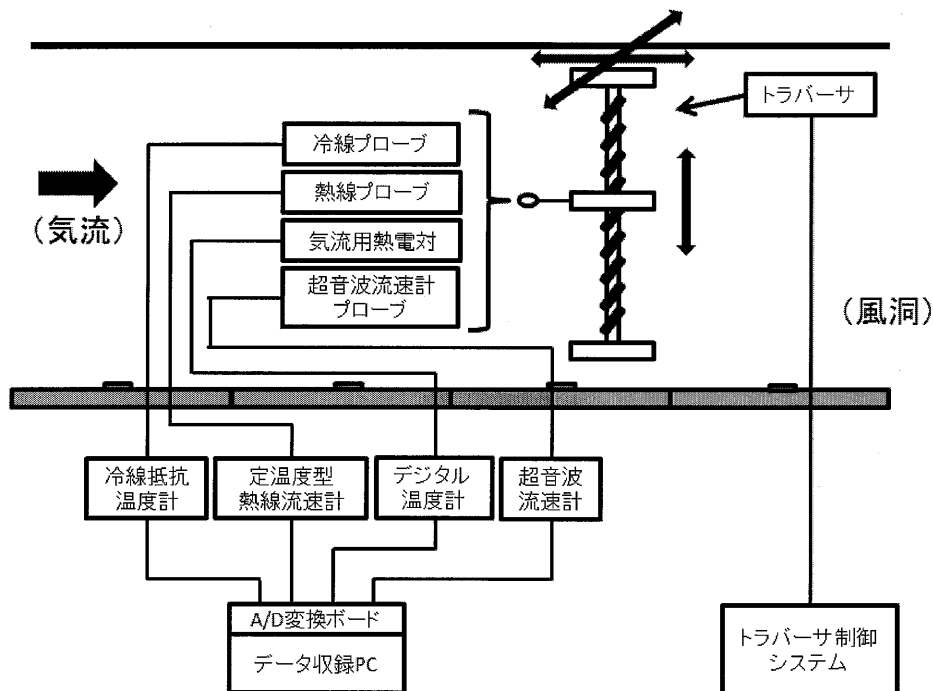 トラバーサ
冷線プローブ
熱線プローブ
(気流)
気流用熱電対
超音波流速計
プローブ
(風洞)
冷線抵抗
温度計
定温度型
熱線流速計
デジタル
温度計
超音波
流速計
A/D変換ボード
データ収録PC
トラバーサ制御
システム